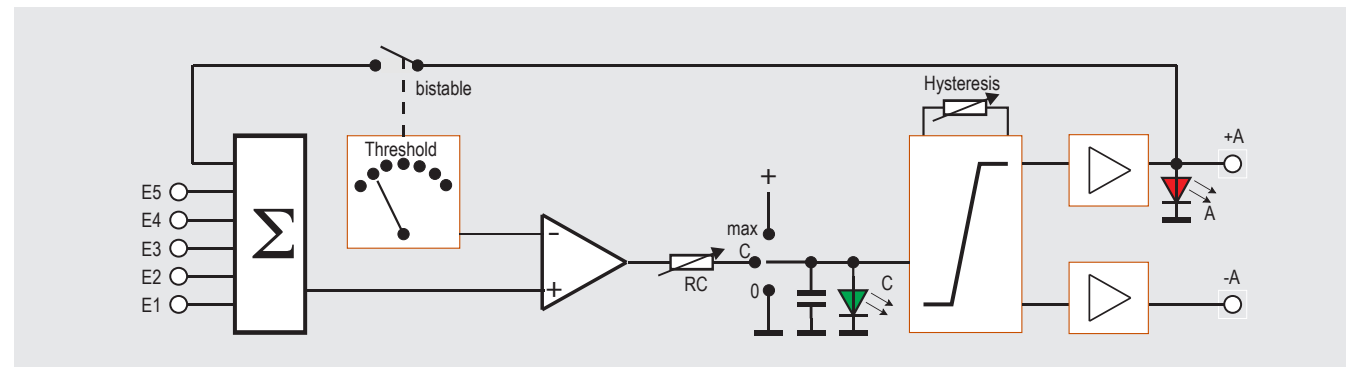 bistable
Threshold
Hysteresis
+A
A
E5
E4
E3
E2
E1
Σ
-
+
RC
+
max
C
0
C
-A